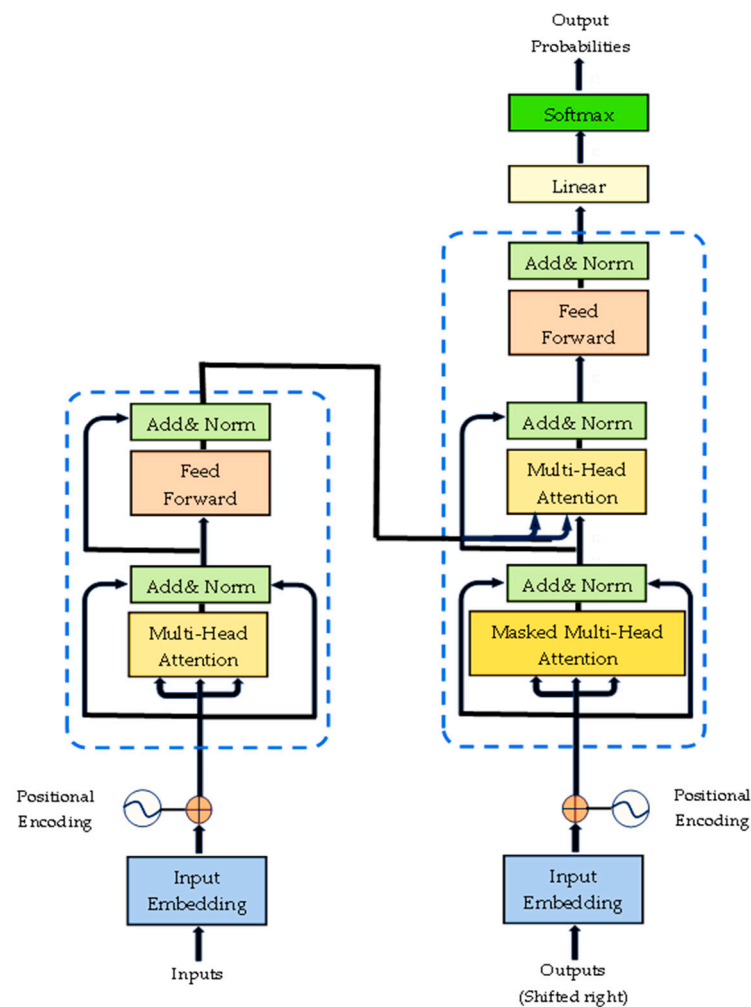 Output
Probabilities
Softmax
Linear
Add& Norm
Feed
Forward
Add& Norm
Multi-Head
Attention
Add& Norm
Masked Multi-Head
Attention
Positional
Encoding
Input
Embedding
Outputs
(Shifted right)
Add& Norm
Feed
Forward
Add& Norm
Multi-Head
Attention
Positional
Encoding
Input
Embedding
Inputs